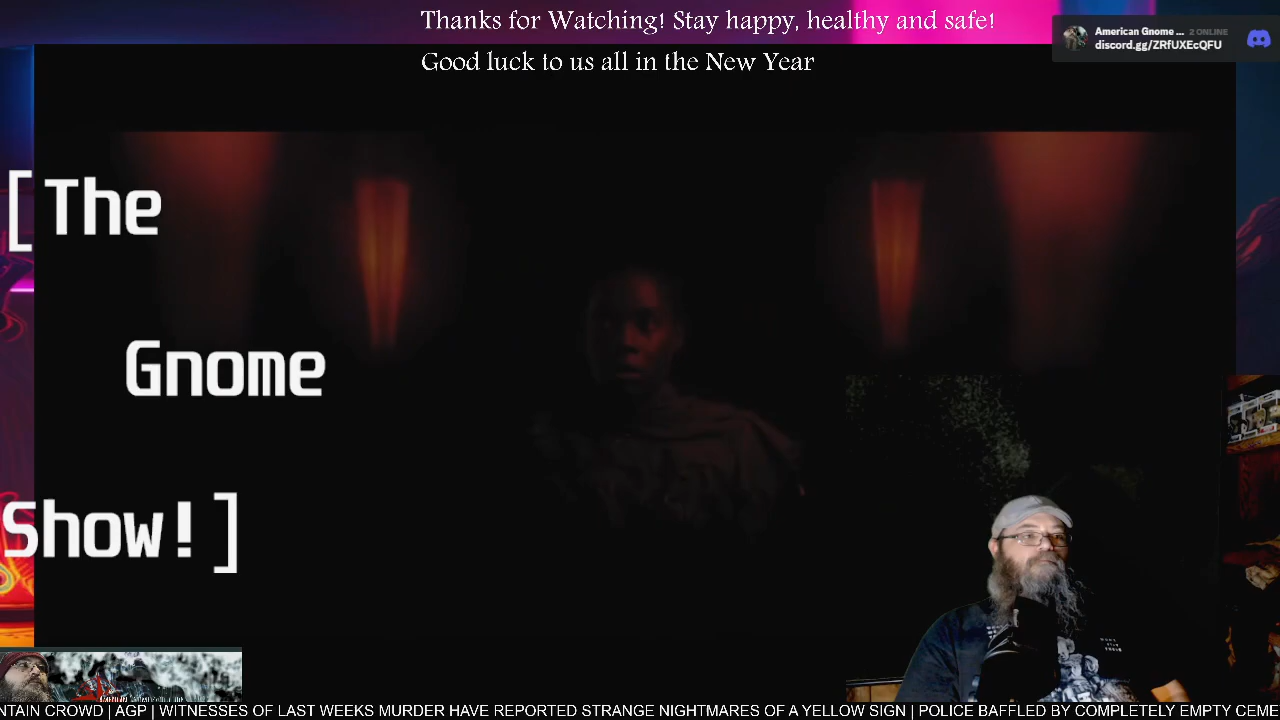 Thanks for Watching! Stay happy, healthy and safe!
Good luck to us all in the New Year
American Gnome ... 2 ONLINE
discord.gg/ZRfUXEcQFU
[The
Gnome
Show!]
NTAIN CROWD | AGP | WITNESSES OF LAST WEEKS MURDER HAVE REPORTED STRANGE NIGHTMARES OF A YELLOW SIGN | POLICE BAFFLED BY COMPLETELY EMPTY CEME